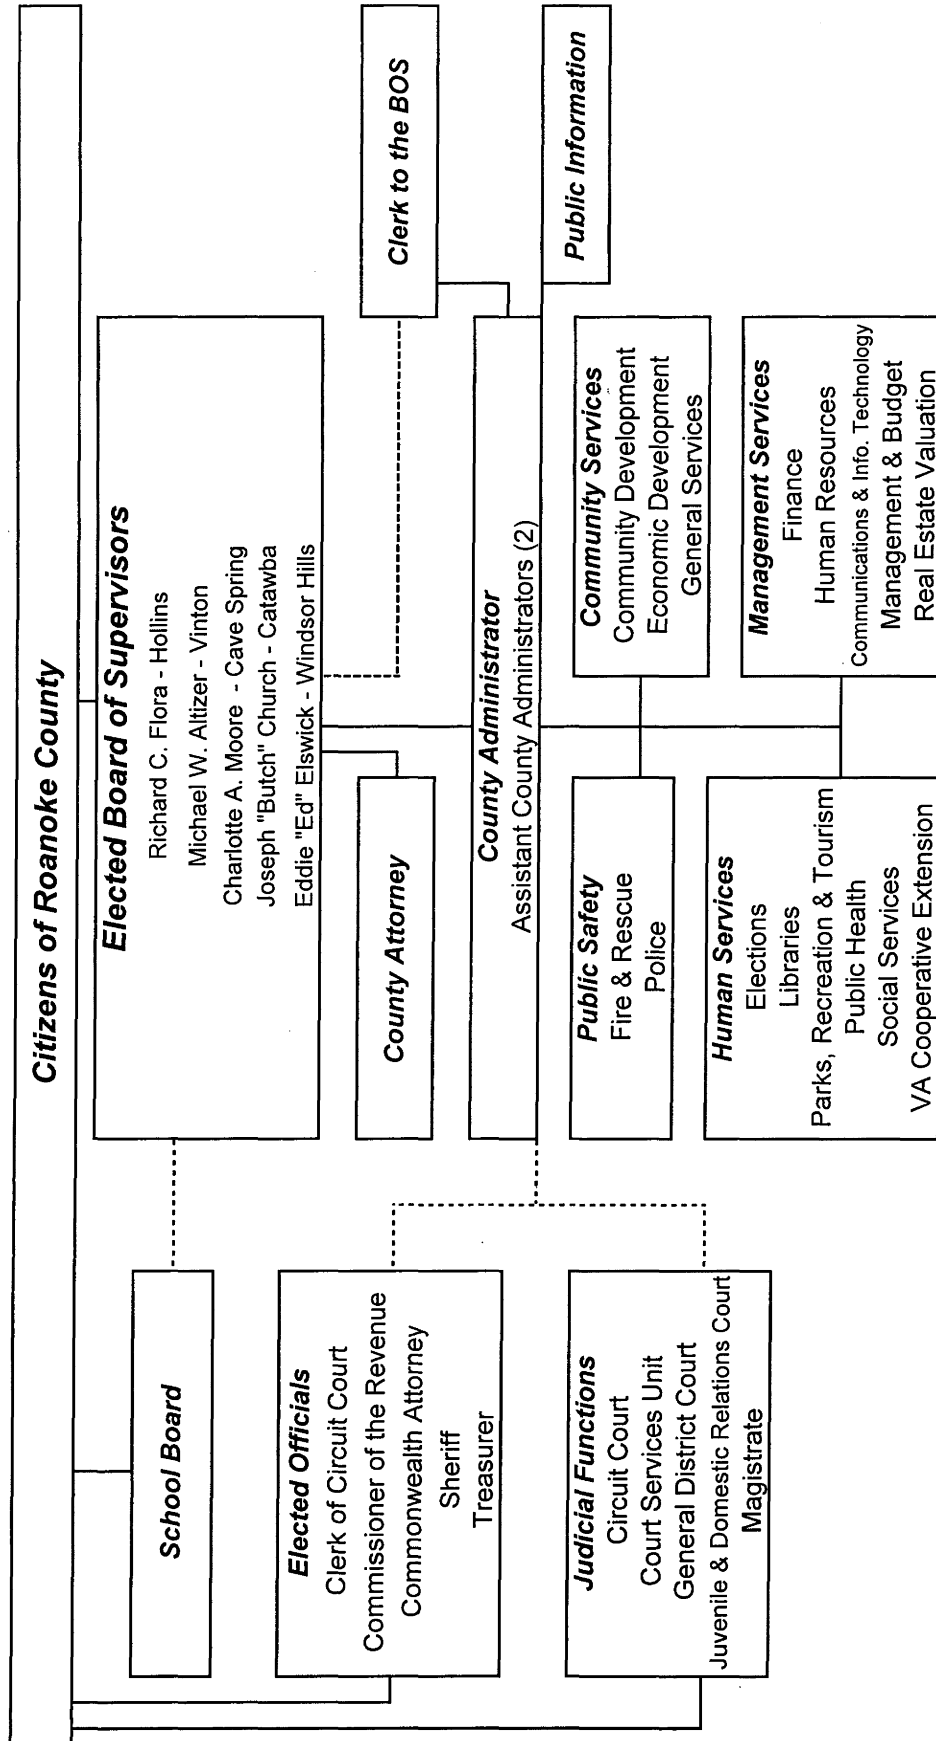 Citizens of Roanoke County
School Board
Elected Board of Supervisors
Richard C. Flora - Hollins
Michael W. Altizer - Vinton
Charlotte A. Moore - Cave Spring
Joseph "Butch" Church - Catawba
Eddie "Ed" Elswick - Windsor Hills
Elected Officials
Clerk of Circuit Court
Commissioner of the Revenue
Commonwealth Attorney
Sheriff
Treasurer
County Attorney
Clerk to the BOS
County Administrator
Assistant County Administrators (2)
Public Information
Judicial Functions
Circuit Court
Court Services Unit
General District Court
Juvenile & Domestic Relations Court
Magistrate
Public Safety
Fire & Rescue
Police
Community Services
Community Development
Economic Development
General Services
Human Services
Elections
Libraries
Parks, Recreation & Tourism
Public Health
Social Services
VA Cooperative Extension
Management Services
Finance
Human Resources
Communications & Info. Technology
Management & Budget
Real Estate Valuation